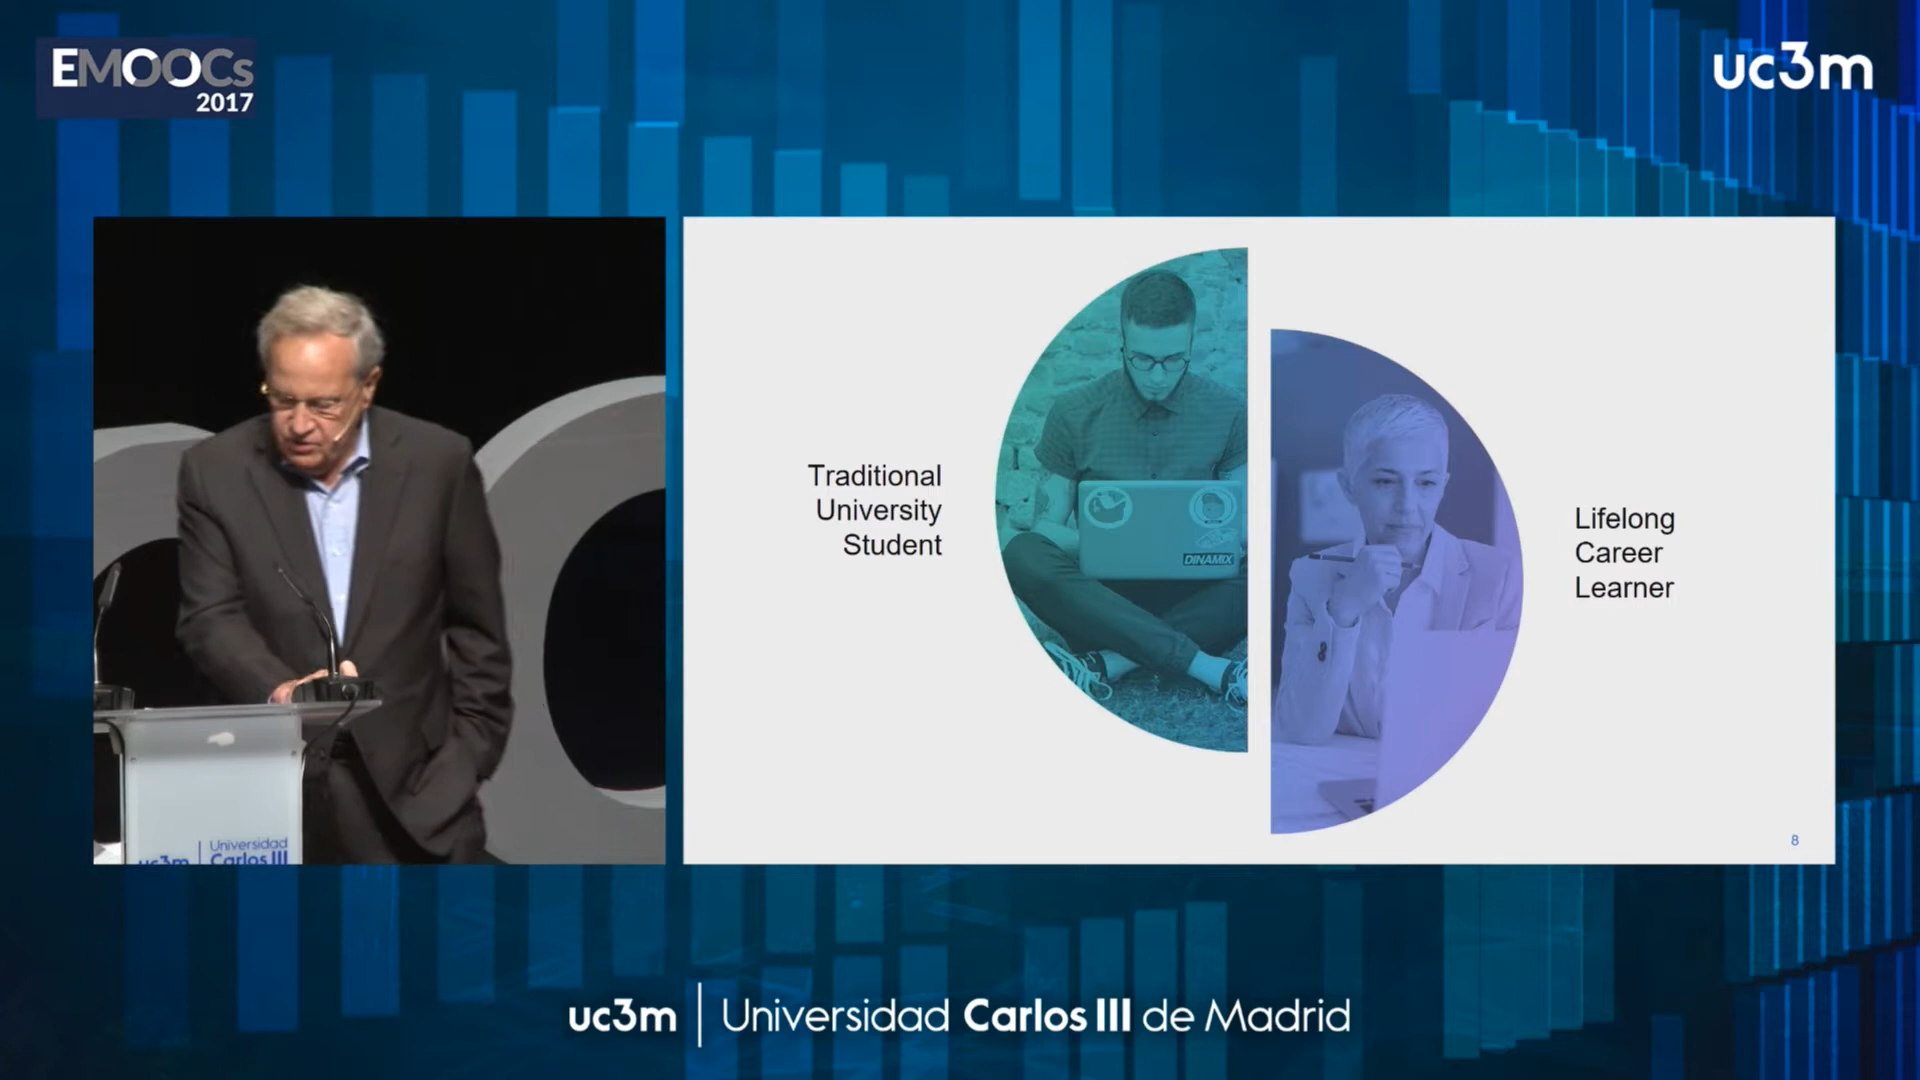 EMOOCs
2017
uc3m
Traditional
University
Student
DINAMIX
Lifelong
Career
Learner
8
uc3m | Universidad
Carlos III
uc3m | Universidad Carlos III de Madrid